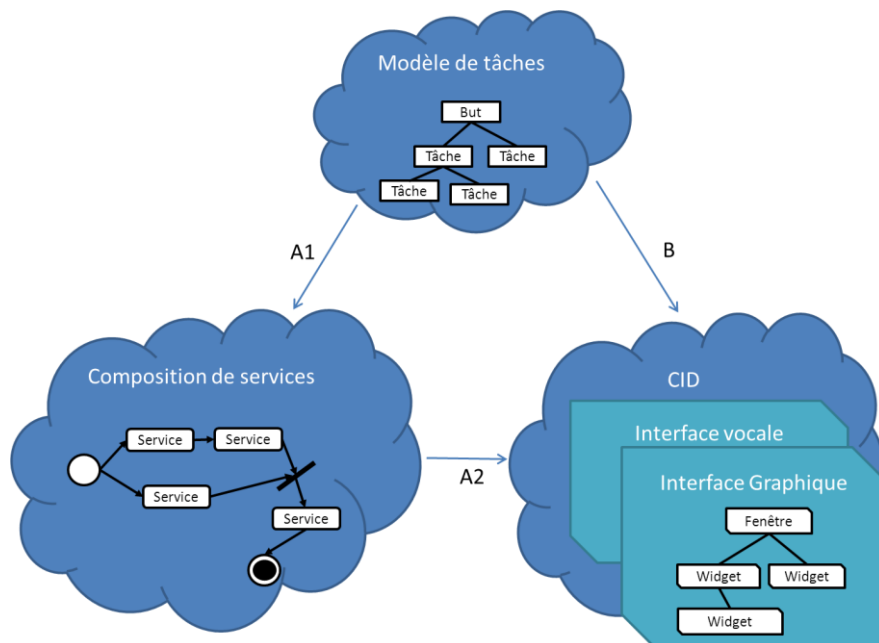 Modèle de tâches
But
Tâche
Tâche
Tâche
Tâche
A1
B
Composition de services
Service
Service
Service
Service
A2
CID
Interface vocale
Interface Graphique
Fenêtre
Widget
Widget
Widget